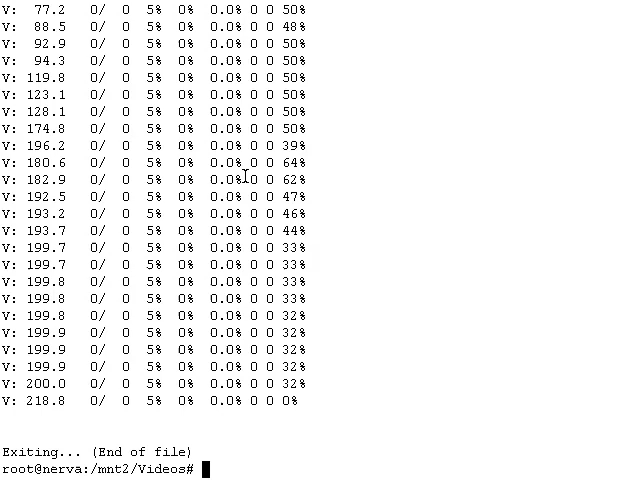 V:  77.2   0/  0  5%  0%  0.0% 0 0 50%
V:  88.5   0/  0  5%  0%  0.0% 0 0 48%
V:  92.9   0/  0  5%  0%  0.0% 0 0 50%
V:  94.3   0/  0  5%  0%  0.0% 0 0 50%
V: 119.8   0/  0  5%  0%  0.0% 0 0 50%
V: 123.1   0/  0  5%  0%  0.0% 0 0 50%
V: 128.1   0/  0  5%  0%  0.0% 0 0 50%
V: 174.8   0/  0  5%  0%  0.0% 0 0 50%
V: 196.2   0/  0  5%  0%  0.0% 0 0 39%
V: 180.6   0/  0  5%  0%  0.0% 0 0 64%
V: 182.9   0/  0  5%  0%  0.0% 0 0 62%
V: 192.5   0/  0  5%  0%  0.0% 0 0 47%
V: 193.2   0/  0  5%  0%  0.0% 0 0 46%
V: 193.7   0/  0  5%  0%  0.0% 0 0 44%
V: 199.7   0/  0  5%  0%  0.0% 0 0 33%
V: 199.7   0/  0  5%  0%  0.0% 0 0 33%
V: 199.8   0/  0  5%  0%  0.0% 0 0 33%
V: 199.8   0/  0  5%  0%  0.0% 0 0 33%
V: 199.8   0/  0  5%  0%  0.0% 0 0 32%
V: 199.9   0/  0  5%  0%  0.0% 0 0 32%
V: 199.9   0/  0  5%  0%  0.0% 0 0 32%
V: 199.9   0/  0  5%  0%  0.0% 0 0 32%
V: 200.0   0/  0  5%  0%  0.0% 0 0 32%
V: 218.8   0/  0  5%  0%  0.0% 0 0 0%
Exiting... (End of file)
root@nerva:/mnt2/Videos#